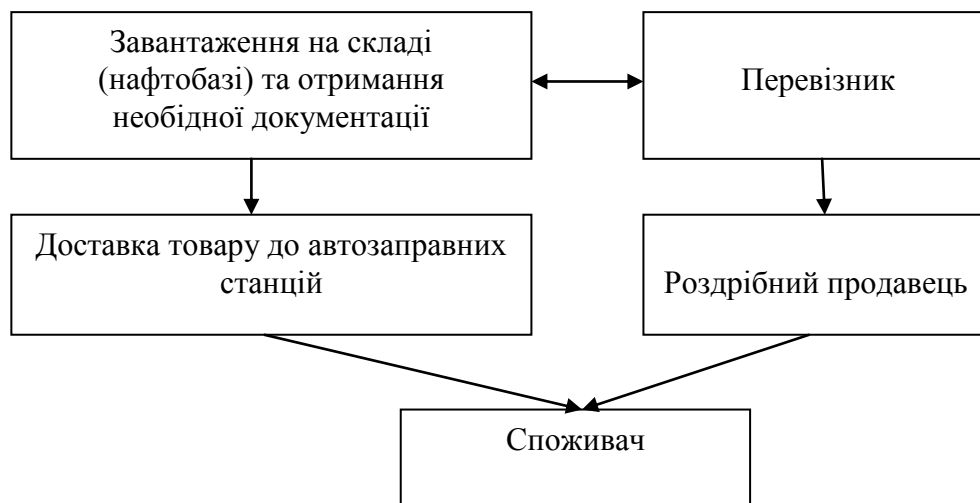 Завантаження на складі
(нафтобазі) та отримання
необідної документації
Перевізник
Доставка товару до автозаправних
станцій
Роздрібний продавець
Споживач